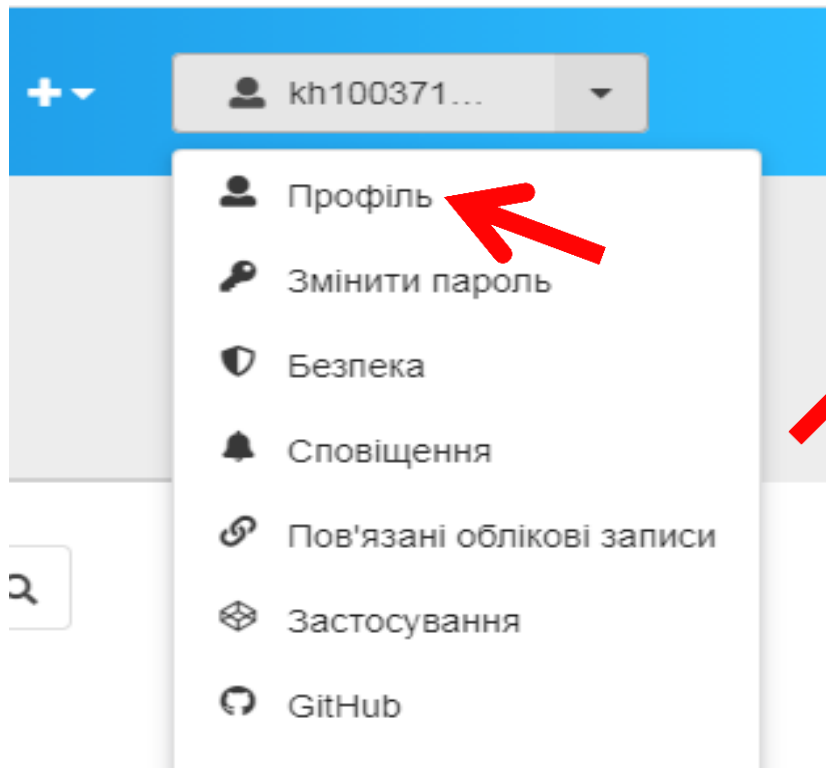 kh100371...
Профіль
Змінити пароль
Безпека
Сповіщення
Пов'язані облікові записи
Застосування
GitHub